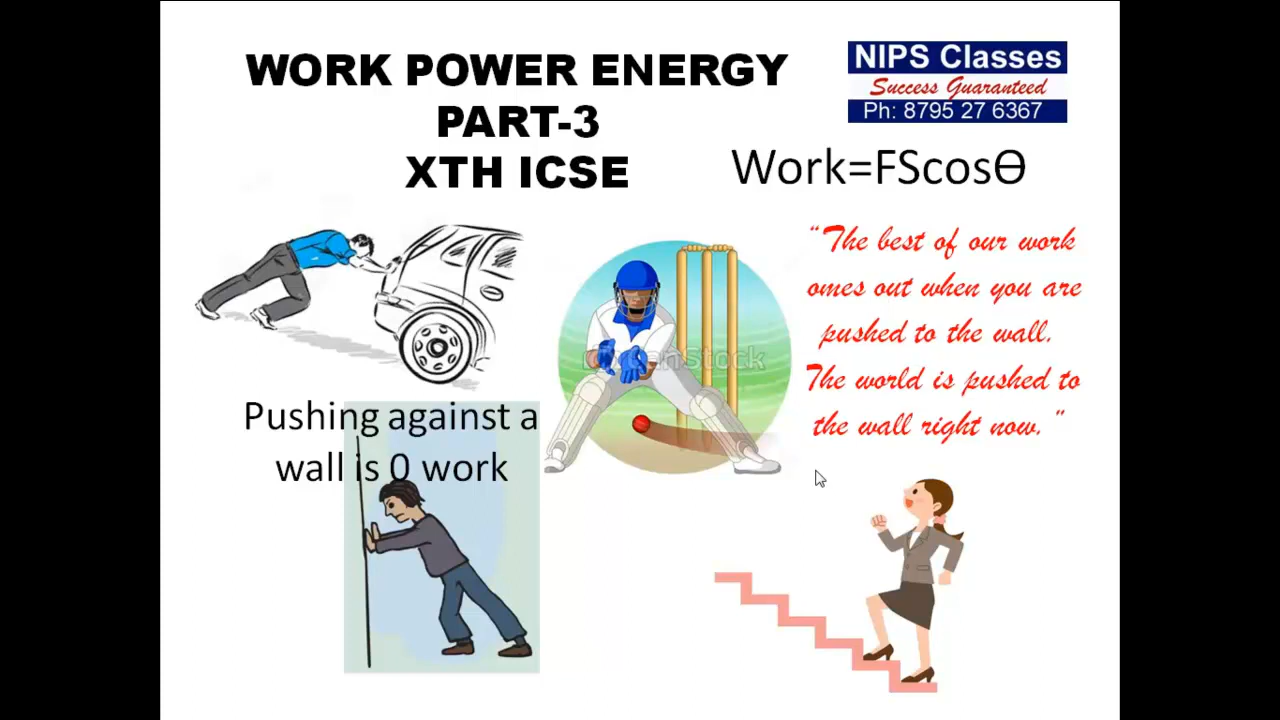 WORK POWER ENERGY
PART-3
XTH ICSE
NIPS Classes
Success Guaranteed
Ph: 8795 27 6367
Work=FScosƟ
"The best of our work
omes out when you are
pushed to the wall.
The world is pushed to
the wall right now."
Pushing against a
wall is 0 work
CanStock